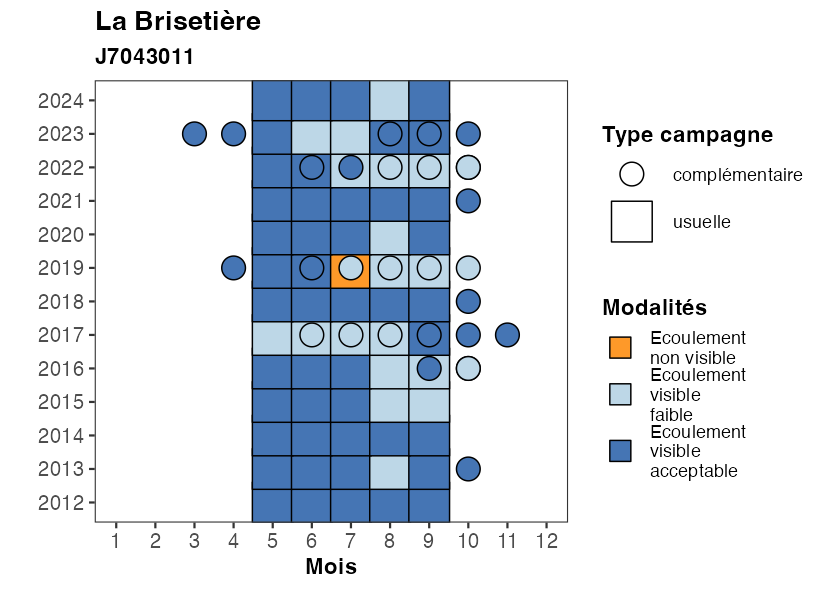 La Brisetière
J7043011
2024
2023
2022
2021
2020
2019
2018
2017
2016
2015
2014
2013
2012
1 2 3 4 5 6 7 8 9 10 11 12
Mois
Type campagne
complémentaire
usuelle
Modalités
Ecoulement
non visible
Ecoulement
visible
faible
Ecoulement
visible
acceptable